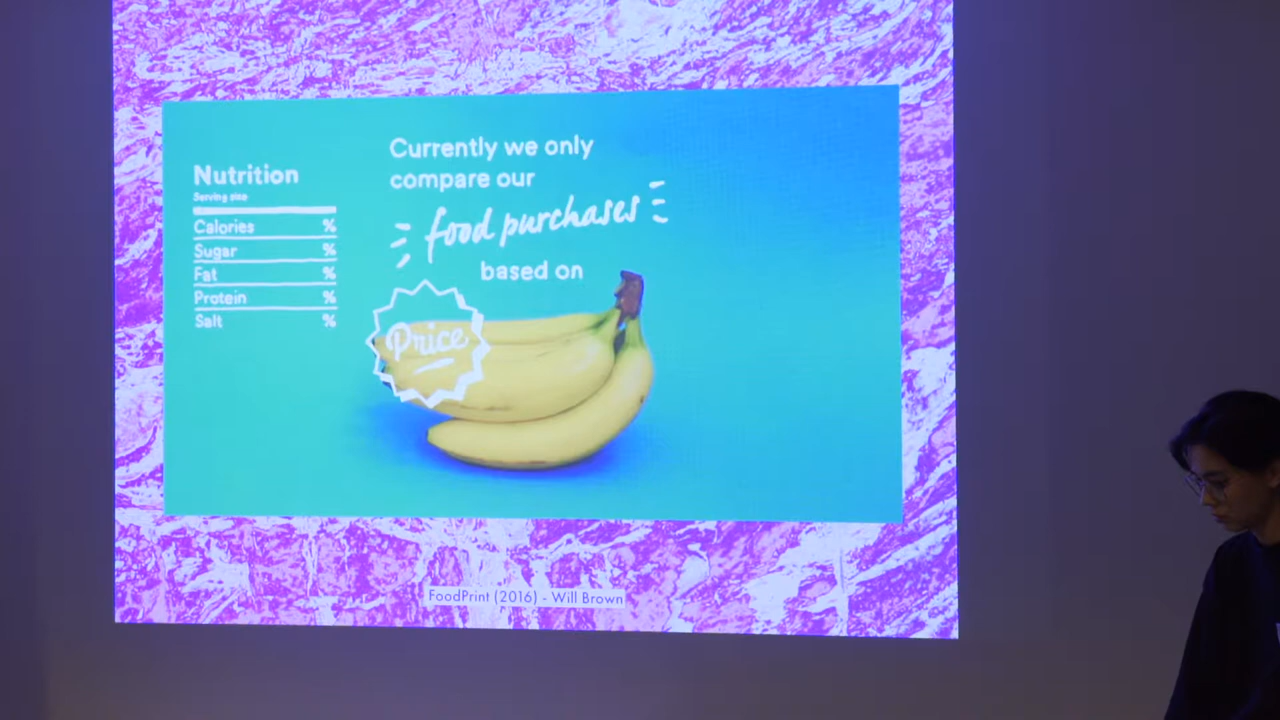 Nutrition
Serving size
Calories %
Sugar %
Fat %
Protein %
Salt %
Currently we only
compare our
food purchases
based on
Price
FoodPrint (2016) - Will Brown